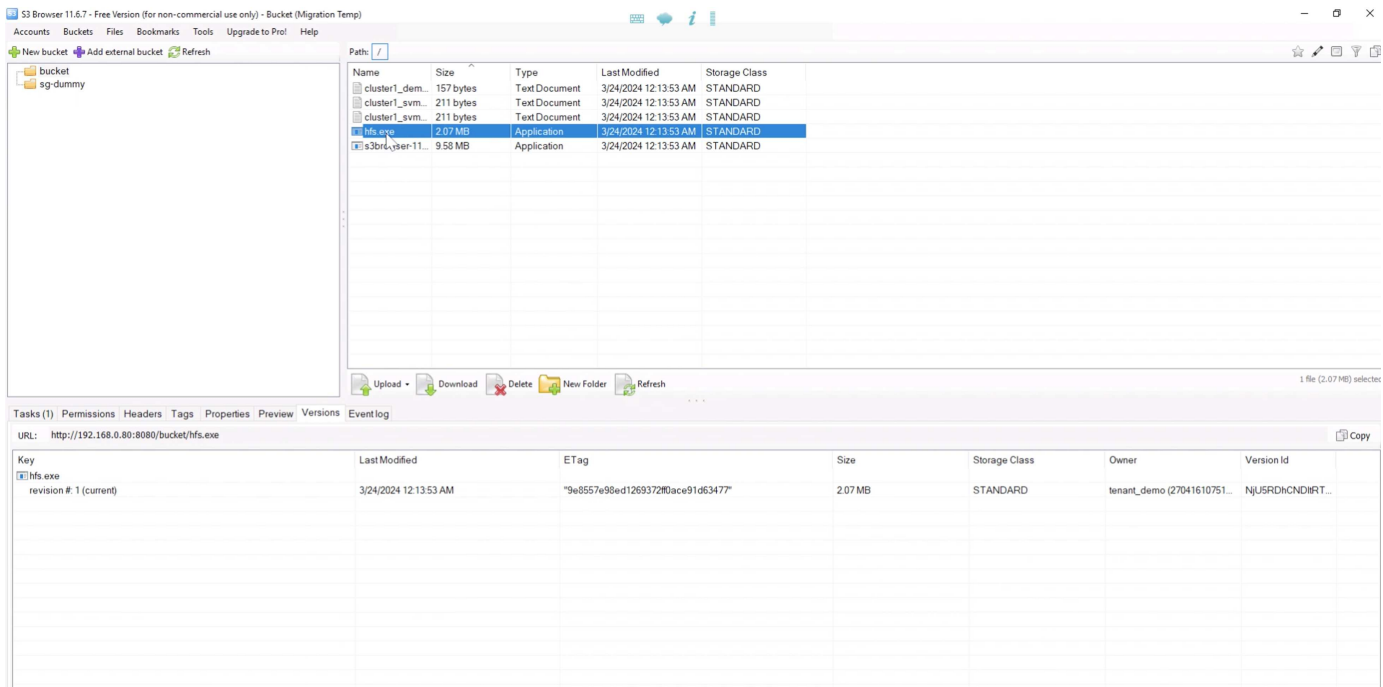 S3 Browser 11.6.7 - Free Version (for non-commercial use only) - Bucket (Migration Temp)
Accounts Buckets Files Bookmarks Tools Upgrade to Pro! Help
New bucket Add external bucket Refresh
Path: /
bucket
sg-dummy
Name Size Type Last Modified Storage Class
cluster1_dem... 157 bytes Text Document 3/24/2024 12:13:53 AM STANDARD
cluster1_svm... 211 bytes Text Document 3/24/2024 12:13:53 AM STANDARD
cluster1_svm... 211 bytes Text Document 3/24/2024 12:13:53 AM STANDARD
hfs.exe 2.07 MB Application 3/24/2024 12:13:53 AM STANDARD
s3browser-11... 9.58 MB Application 3/24/2024 12:13:53 AM STANDARD
Upload Download Delete New Folder Refresh
1 file (2.07 MB) selected
Tasks (1) Permissions Headers Tags Properties Preview Versions Event log
URL: http://192.168.0.80:8080/bucket/hfs.exe
Copy
Key Last Modified ETag Size Storage Class Owner Version Id
hfs.exe
revision #: 1 (current) 3/24/2024 12:13:53 AM "9e8557e98ed1269372ff0ace91d63477" 2.07 MB STANDARD tenant_demo (27041610751...